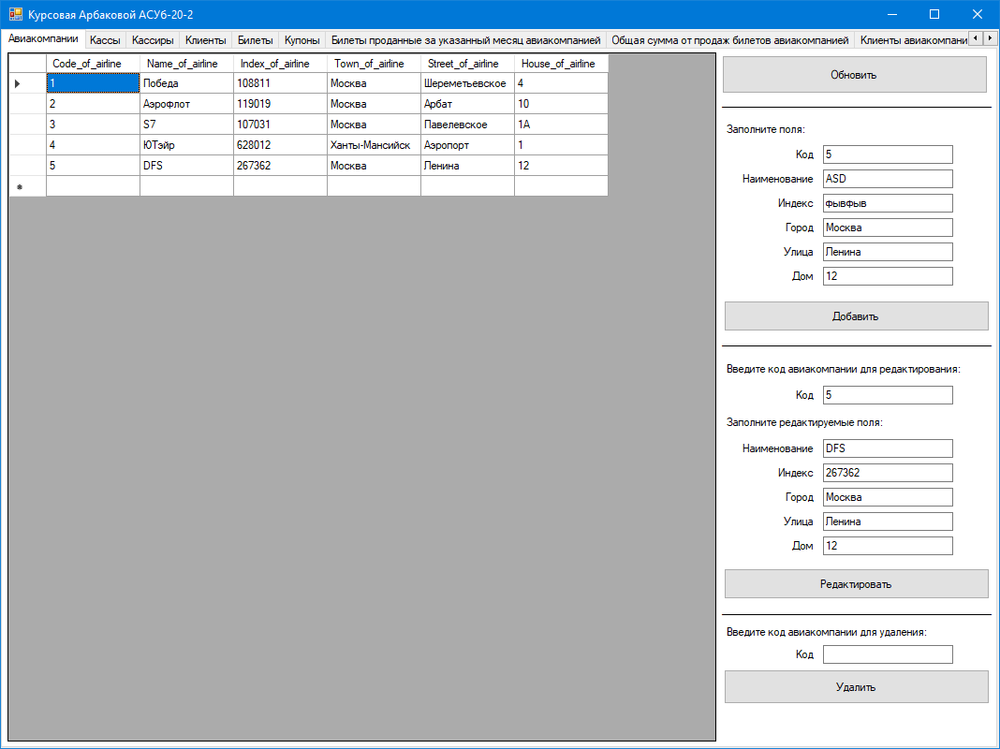 Курсовая Арбаковой АСУб-20-2
Авиакомпании Кассы Кассиры Клиенты Билеты Купоны Билеты проданные за указанный месяц авиакомпанией Общая сумма от продаж билетов авиакомпанией Клиенты авиакомпани
Code_of_airline Name_of_airline Index_of_airline Town_of_airline Street_of_airline House_of_airline
1 Победа 108811 Москва Шереметьевское 4
2 Аэрофлот 119019 Москва Арбат 10
3 S7 107031 Москва Павелевское 1А
4 ЮТэйр 628012 Ханты-Мансийск Аэропорт 1
5 DFS 267362 Москва Ленина 12
Обновить
Заполните поля:
Код 5
Наименование ASD
Индекс фывфыв
Город Москва
Улица Ленина
Дом 12
Добавить
Введите код авиакомпании для редактирования:
Код 5
Заполните редактируемые поля:
Наименование DFS
Индекс 267362
Город Москва
Улица Ленина
Дом 12
Редактировать
Введите код авиакомпании для удаления:
Код
Удалить